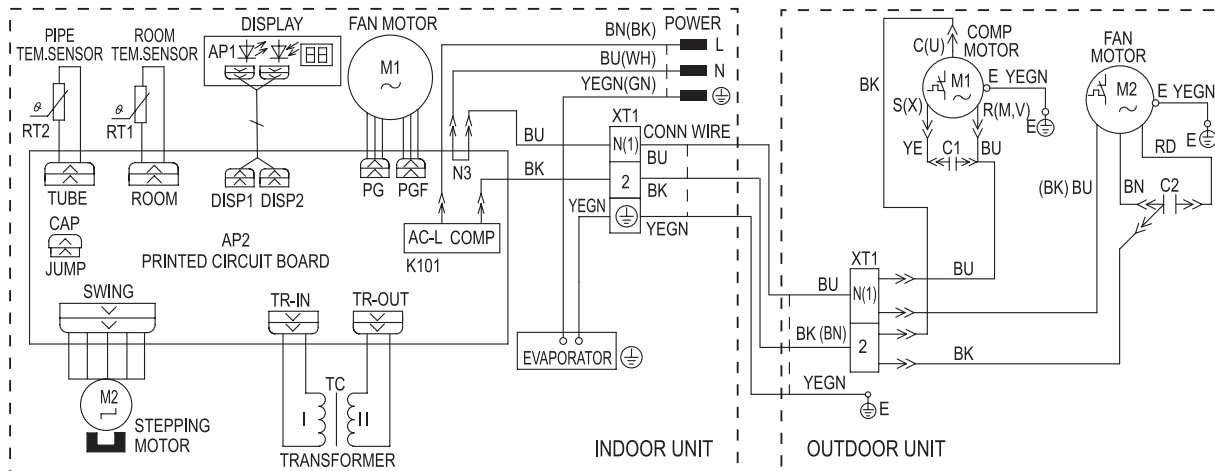 PIPE
TEM.SENSOR
ROOM
TEM.SENSOR
DISPLAY
AP1
FAN MOTOR
M1
~
BN(BK)
BU(WH)
YEGN(GN)
POWER
L
N
θ
RT2
θ
RT1
TUBE
ROOM
DISP1
DISP2
PG
PGF
N3
BU
BK
XT1
N(1)
2
CONN WIRE
BU
BK
YEGN
YEGN
CAP
JUMP
AP2
PRINTED CIRCUIT BOARD
AC-L
COMP
K101
SWING
TR-IN
TR-OUT
EVAPORATOR
M2
STEPPING
MOTOR
TC
I
II
TRANSFORMER
INDOOR UNIT
BK
C(U)
COMP
MOTOR
M1
~
E YEGN
E
S(X)
R(M,V)
YE
C1
BU
FAN
MOTOR
M2
~
E YEGN
E
RD
(BK) BU
BN
C2
XT1
BU
N(1)
BU
BK (BN)
2
BK
YEGN
E
OUTDOOR UNIT